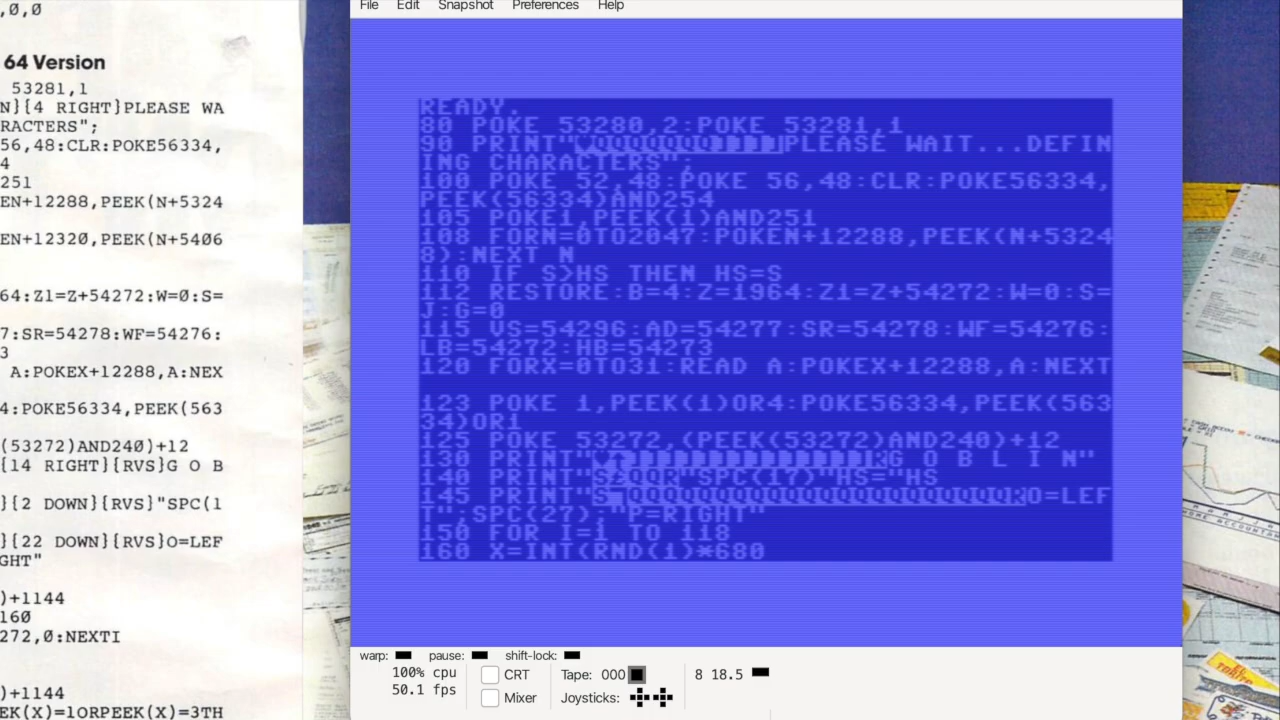 ,0,0
64 Version
53281,1
N}{4 RIGHT}PLEASE WA
RACTERS";
56,48:CLR:POKE56334,
4
251
EN+12288,PEEK(N+5324
EN+12320,PEEK(N+5406
64:Z1=Z+54272:W=0:S=
7:SR=54278:WF=54276:
3
A:POKEX+12288,A:NEX
4:POKE56334,PEEK(563
(53272)AND240)+12
{14 RIGHT}{RVS}G O B
}{2 DOWN}{RVS}"SPC(1
}{22 DOWN}{RVS}O=LEF
GHT"
)+1144
160
272,0:NEXTI
)+1144
EK(X)=1ORPEEK(X)=3TH
File Edit Snapshot Preferences Help
READY.
80 POKE 53280,2:POKE 53281,1
90 PRINT"QQQQQQQ]]]]PLEASE WAIT...DEFIN
ING CHARACTERS";
100 POKE 52,48:POKE 56,48:CLR:POKE56334,
PEEK(56334)AND254
105 POKE1,PEEK(1)AND251
108 FORN=0TO2047:POKEN+12288,PEEK(N+5324
8):NEXT N
110 IF S>HS THEN HS=S
112 RESTORE:B=4:Z=1964:Z1=Z+54272:W=0:S=
J:G=0
115 VS=54296:AD=54277:SR=54278:WF=54276:
LB=54272:HB=54273
120 FORX=0TO31:READ A:POKEX+12288,A:NEXT
123 POKE 1,PEEK(1)OR4:POKE56334,PEEK(563
34)OR1
125 POKE 53272,(PEEK(53272)AND240)+12
130 PRINT"]]]]]]]]]]]]]]RG O B L I N"
140 PRINT"S£QQR"SPC(17)"HS="HS
145 PRINT"SQQQQQQQQQQQQQQQQQQQQQQRO=LEF
T";SPC(27);"P=RIGHT"
150 FOR I=1 TO 118
160 X=INT(RND(1)*680
warp: pause: shift-lock:
100% cpu CRT Tape: 000 8 18.5
50.1 fps Mixer Joysticks: